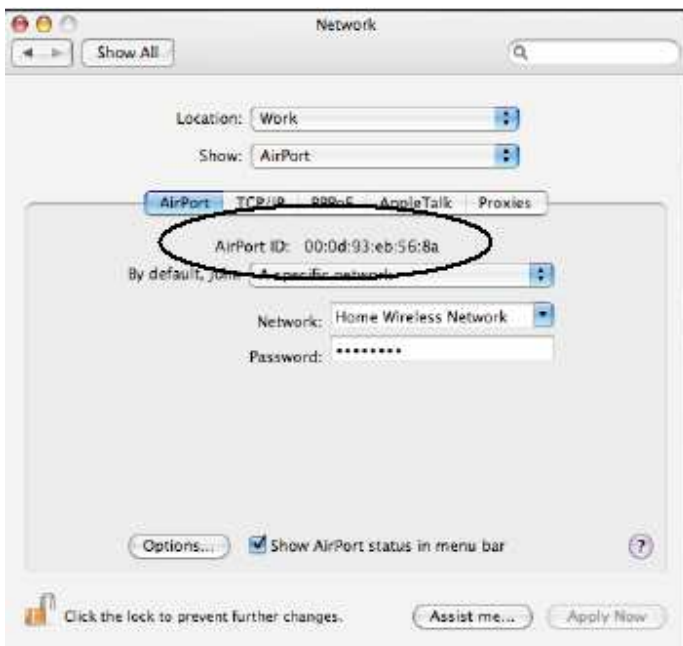 Network
Show All
Location: Work
Show: AirPort
AirPort TCP/IP PPPoE AppleTalk Proxies
AirPort ID: 00:0d:93:eb:56:8a
By default, join: A specific network
Network: Home Wireless Network
Password: ••••••••
Options... Show AirPort status in menu bar ?
Click the lock to prevent further changes. Assist me... Apply Now